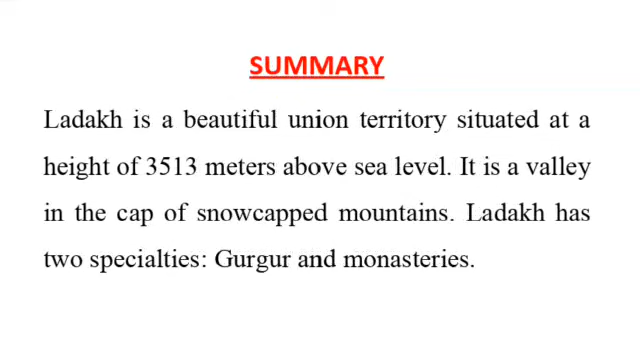 SUMMARY
Ladakh is a beautiful union territory situated at a
height of 3513 meters above sea level. It is a valley
in the cap of snowcapped mountains. Ladakh has
two specialties: Gurgur and monasteries.